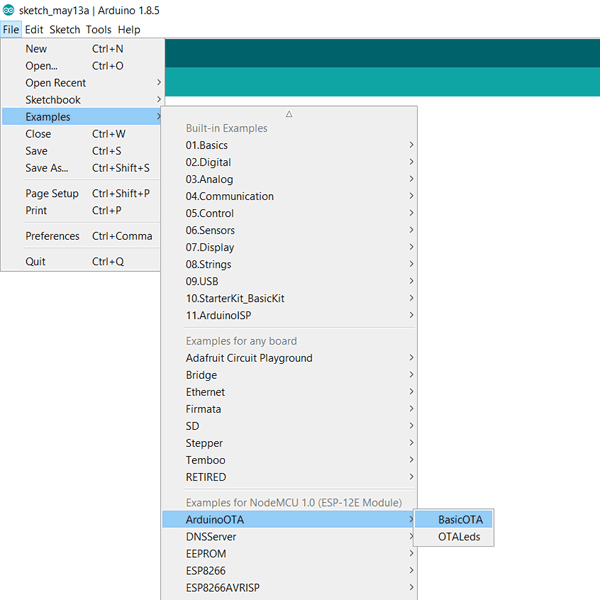 sketch_may13a | Arduino 1.8.5
File Edit Sketch Tools Help
New Ctrl+N
Open... Ctrl+O
Open Recent
Sketchbook
Examples
Close Ctrl+W
Save Ctrl+S
Save As... Ctrl+Shift+S
Page Setup Ctrl+Shift+P
Print Ctrl+P
Preferences Ctrl+Comma
Quit Ctrl+Q
Built-in Examples
01.Basics
02.Digital
03.Analog
04.Communication
05.Control
06.Sensors
07.Display
08.Strings
09.USB
10.StarterKit_BasicKit
11.ArduinoISP
Examples for any board
Adafruit Circuit Playground
Bridge
Ethernet
Firmata
SD
Stepper
Temboo
RETIRED
Examples for NodeMCU 1.0 (ESP-12E Module)
ArduinoOTA
DNSServer
EEPROM
ESP8266
ESP8266AVRISP
BasicOTA
OTALeds